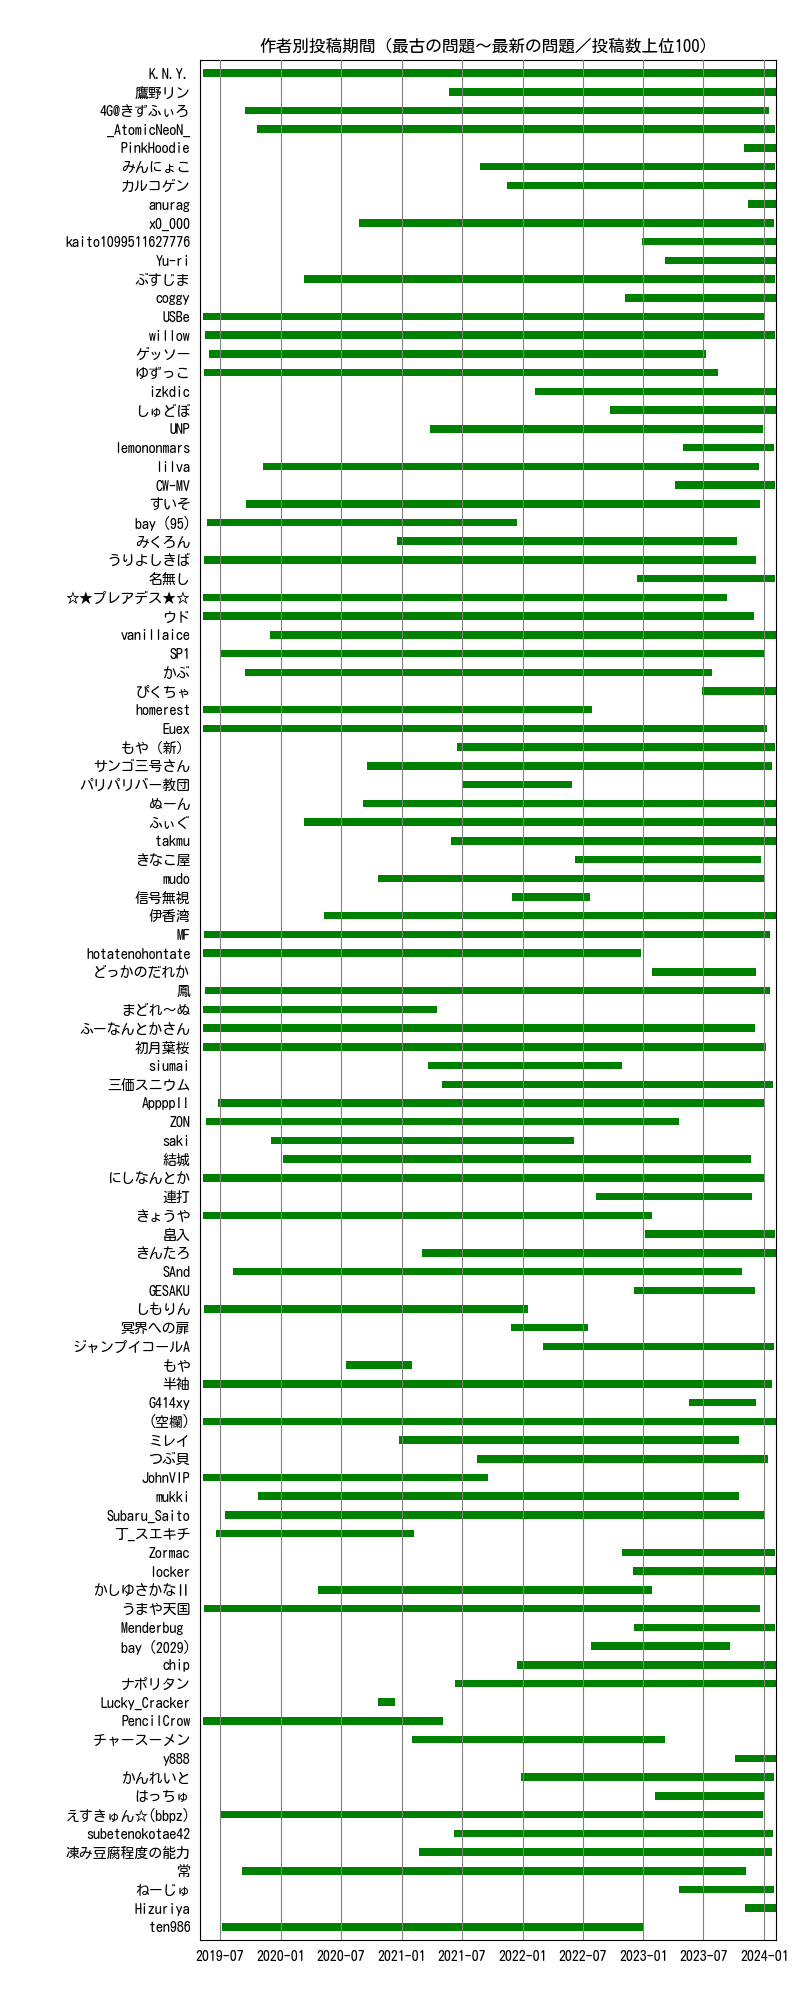 作者別投稿期間（最古の問題～最新の問題／投稿数上位100）
K.N.Y.
鷹野リン
4G@きずふぃろ
_AtomicNeoN_
PinkHoodie
みんにょこ
カルコゲン
anurag
x0_000
kaito1099511627776
Yu-ri
ぶすじま
coggy
USBe
willow
ゲッソー
ゆずっこ
izkdic
しゅどぼ
UNP
lemononmars
lilva
CW-MV
すいそ
bay (95)
みくろん
うりよしきば
名無し
☆★プレアデス★☆
ウド
vanillaice
SP1
かぶ
ぴくちゃ
homerest
Euex
もや（新）
サンゴ三号さん
パリパリバー教団
ぬーん
ふぃぐ
takmu
きなこ屋
mudo
信号無視
伊香湾
MF
hotatenohontate
どっかのだれか
鳳
まどれ～ぬ
ふーなんとかさん
初月葉桜
siumai
三価スニウム
Appppll
ZON
saki
結城
にしなんとか
連打
きょうや
畠入
きんたろ
SAnd
GESAKU
しもりん
冥界への扉
ジャンプイコールA
もや
半袖
G414xy
(空欄)
ミレイ
つぶ貝
JohnVIP
mukki
Subaru_Saito
丁_スエキチ
Zormac
locker
かしゆさかなII
うまや天国
Menderbug
bay (2029)
chip
ナポリタン
Lucky_Cracker
PencilCrow
チャースーメン
y888
かんれいと
はっちゅ
えすきゅん☆(bbpz)
subetenokotae42
凍み豆腐程度の能力
常
ねーじゅ
Hizuriya
ten986
2019-07 2020-01 2020-07 2021-01 2021-07 2022-01 2022-07 2023-01 2023-07 2024-01